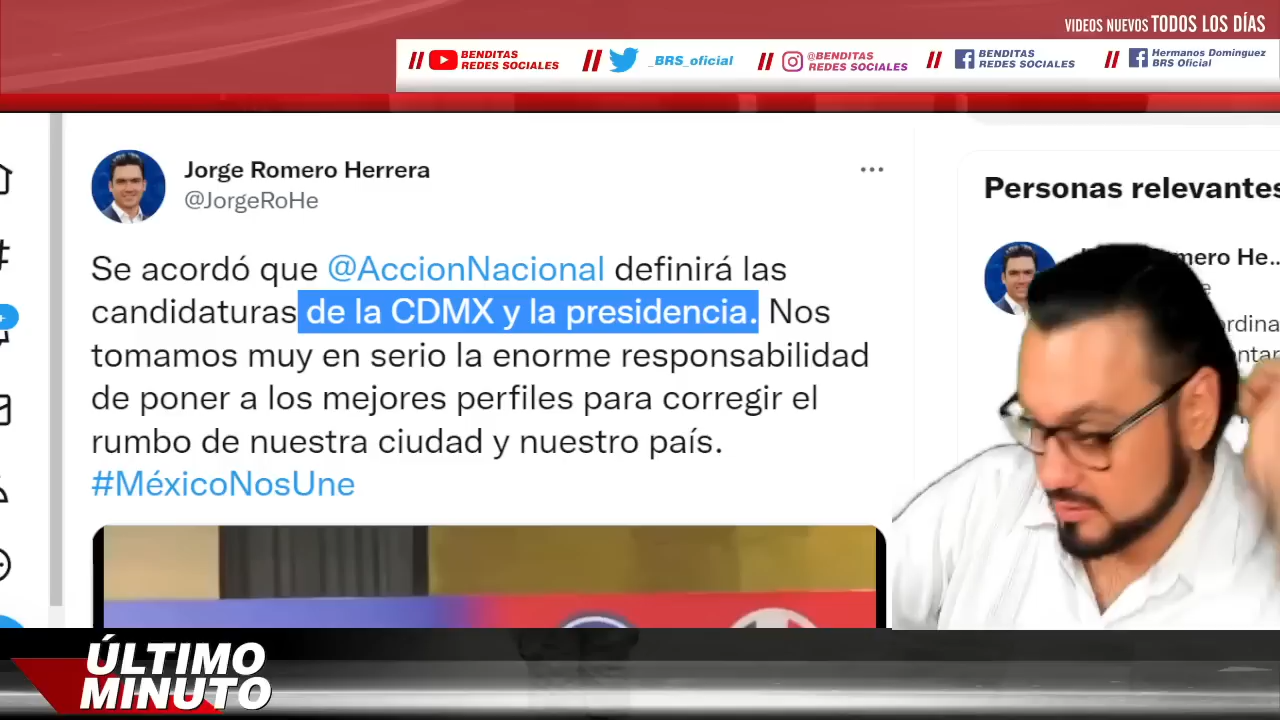 VIDEOS NUEVOS TODOS LOS DÍAS
BENDITAS
REDES SOCIALES
_BRS_oficial
@BENDITAS
REDES SOCIALES
BENDITAS
REDES SOCIALES
Hermanos Dominguez
BRS Oficial
Jorge Romero Herrera
@JorgeRoHe
Se acordó que @AccionNacional definirá las
candidaturas de la CDMX y la presidencia. Nos
tomamos muy en serio la enorme responsabilidad
de poner a los mejores perfiles para corregir el
rumbo de nuestra ciudad y nuestro país.
#MéxicoNosUne
Personas relevantes
He...
ÚLTIMO
MINUTO